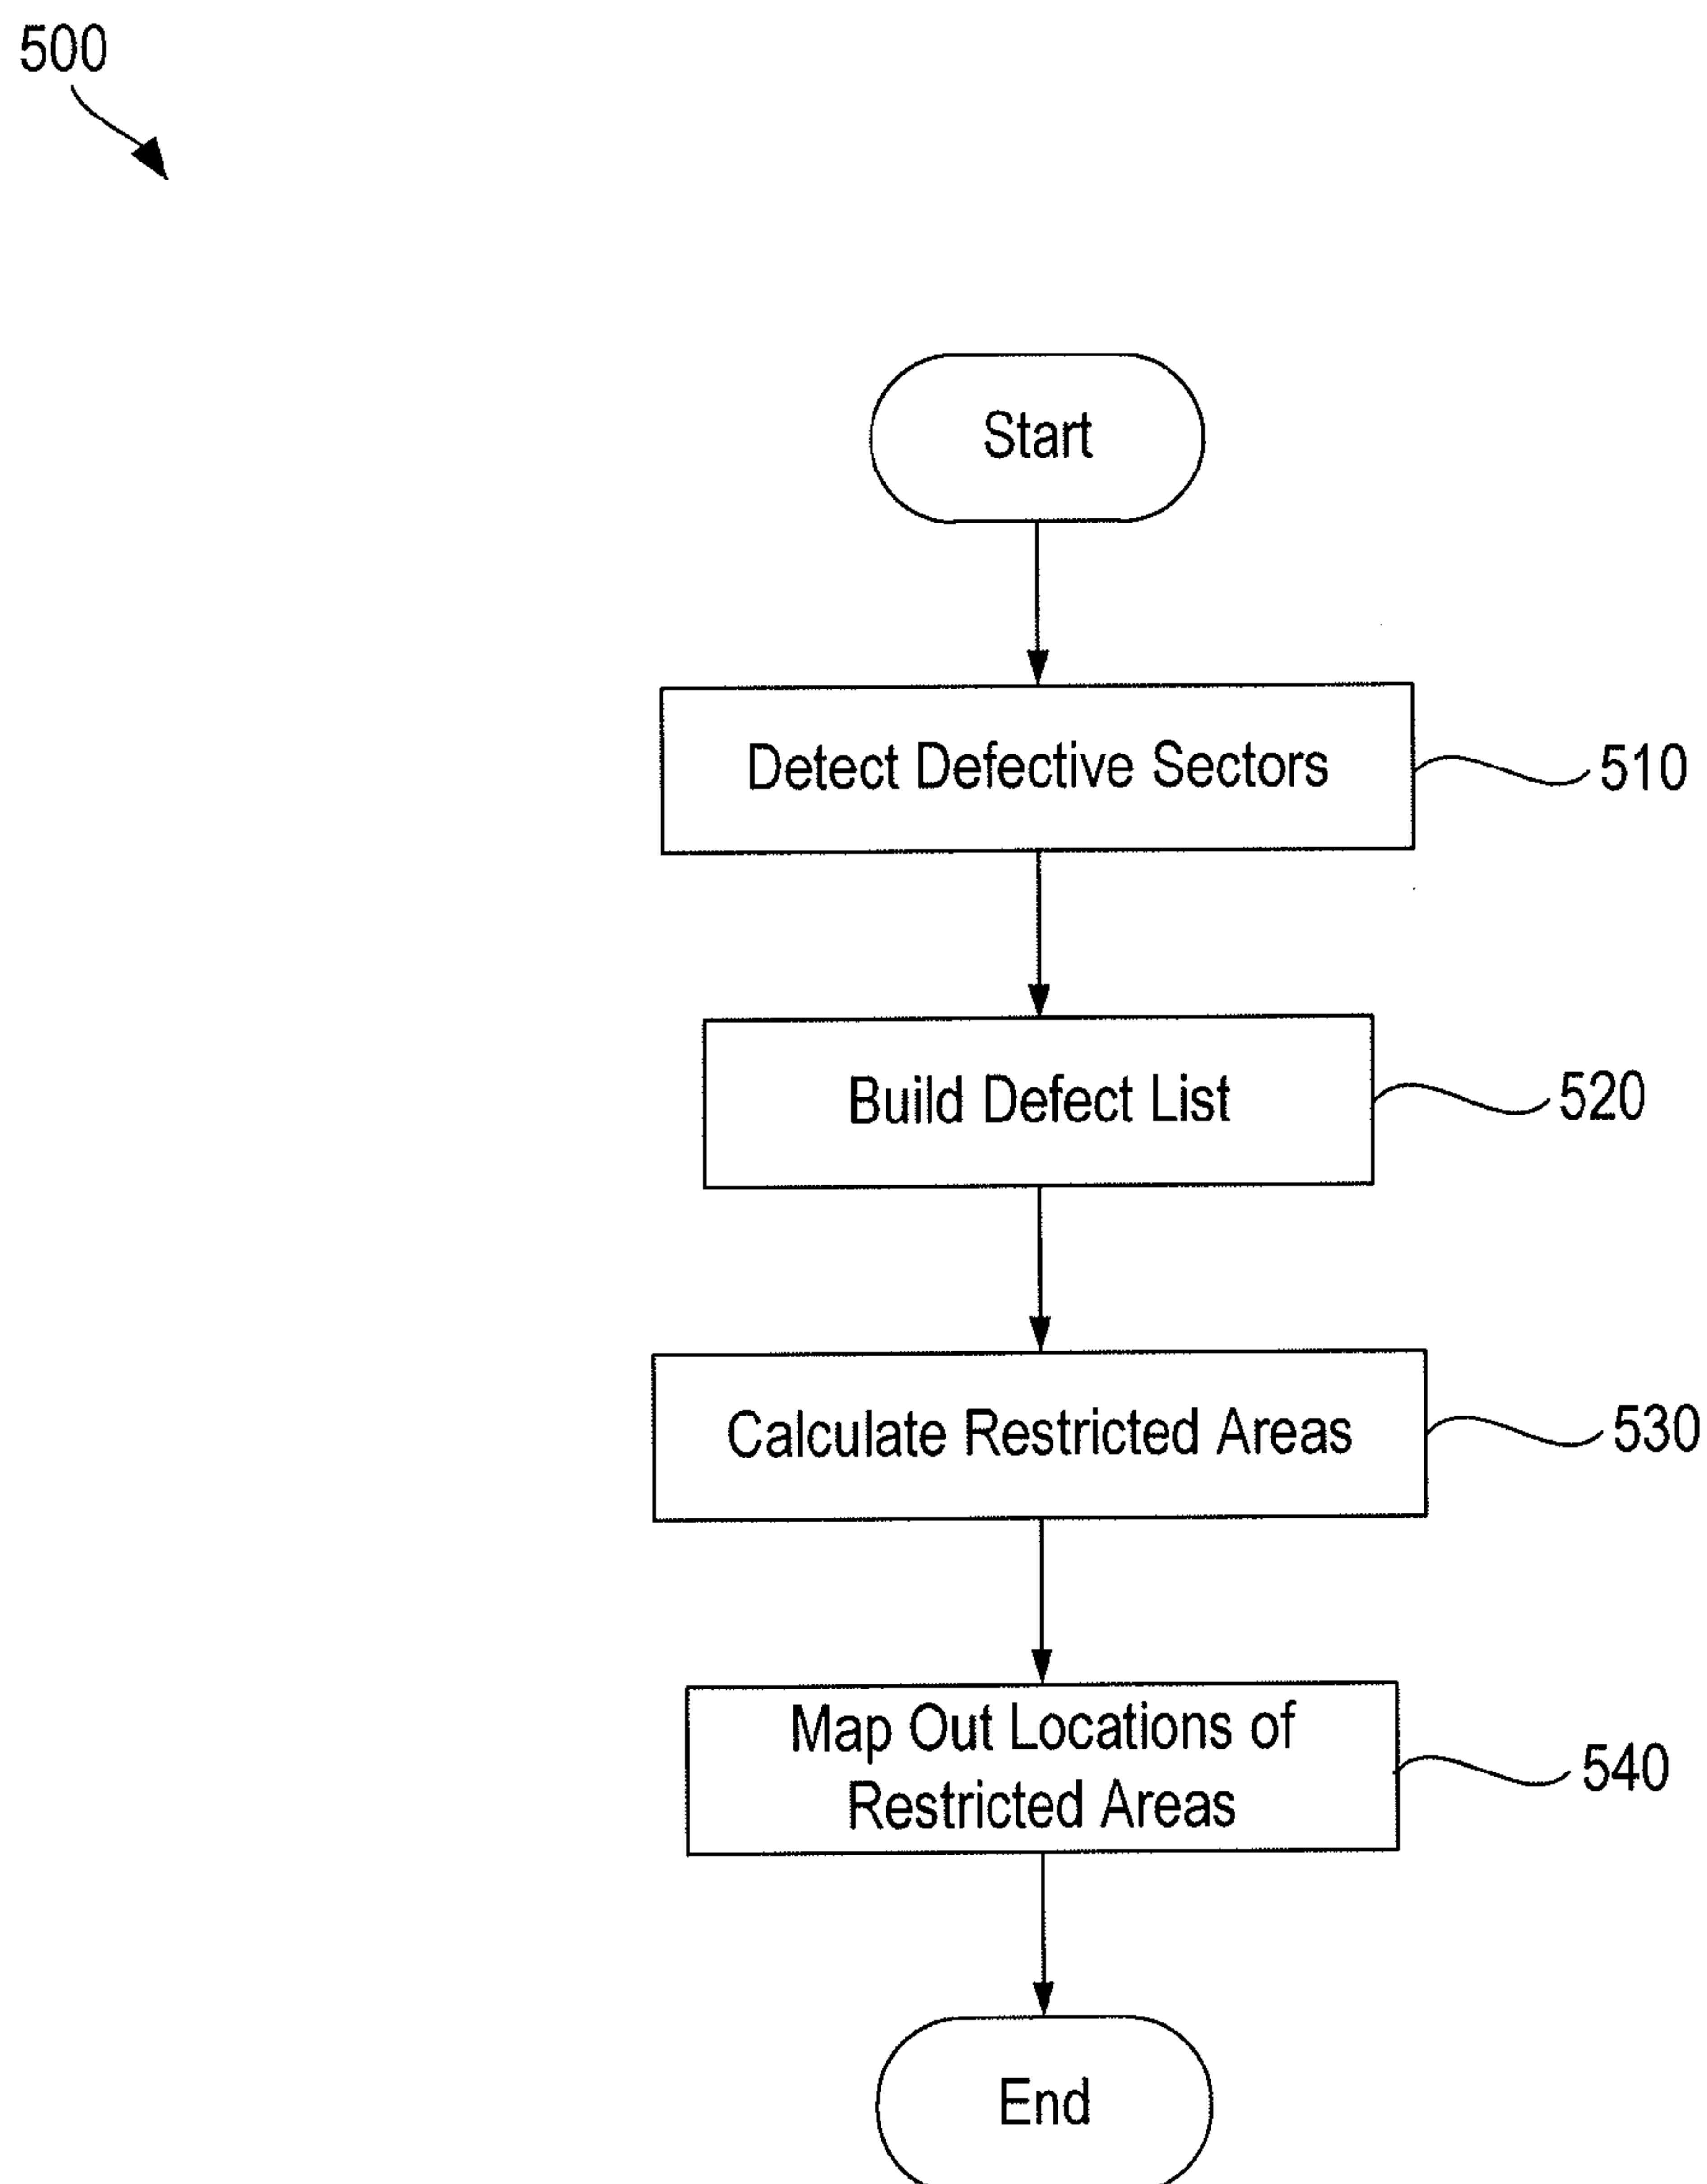 500
Start
Detect Defective Sectors
510
Build Defect List
520
Calculate Restricted Areas
530
Map Out Locations of
Restricted Areas
540
End